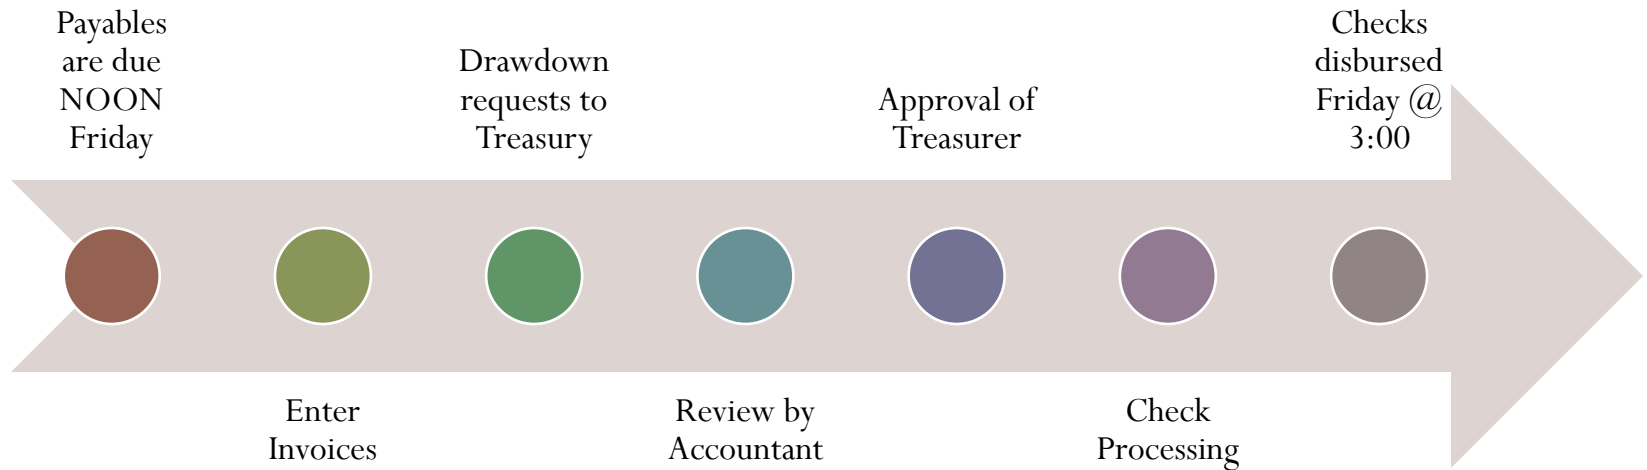 Payables
are due
NOON
Friday
Enter
Invoices
Drawdown
requests to
Treasury
Review by
Accountant
Approval of
Treasurer
Check
Processing
Checks
disbursed
Friday @
3:00